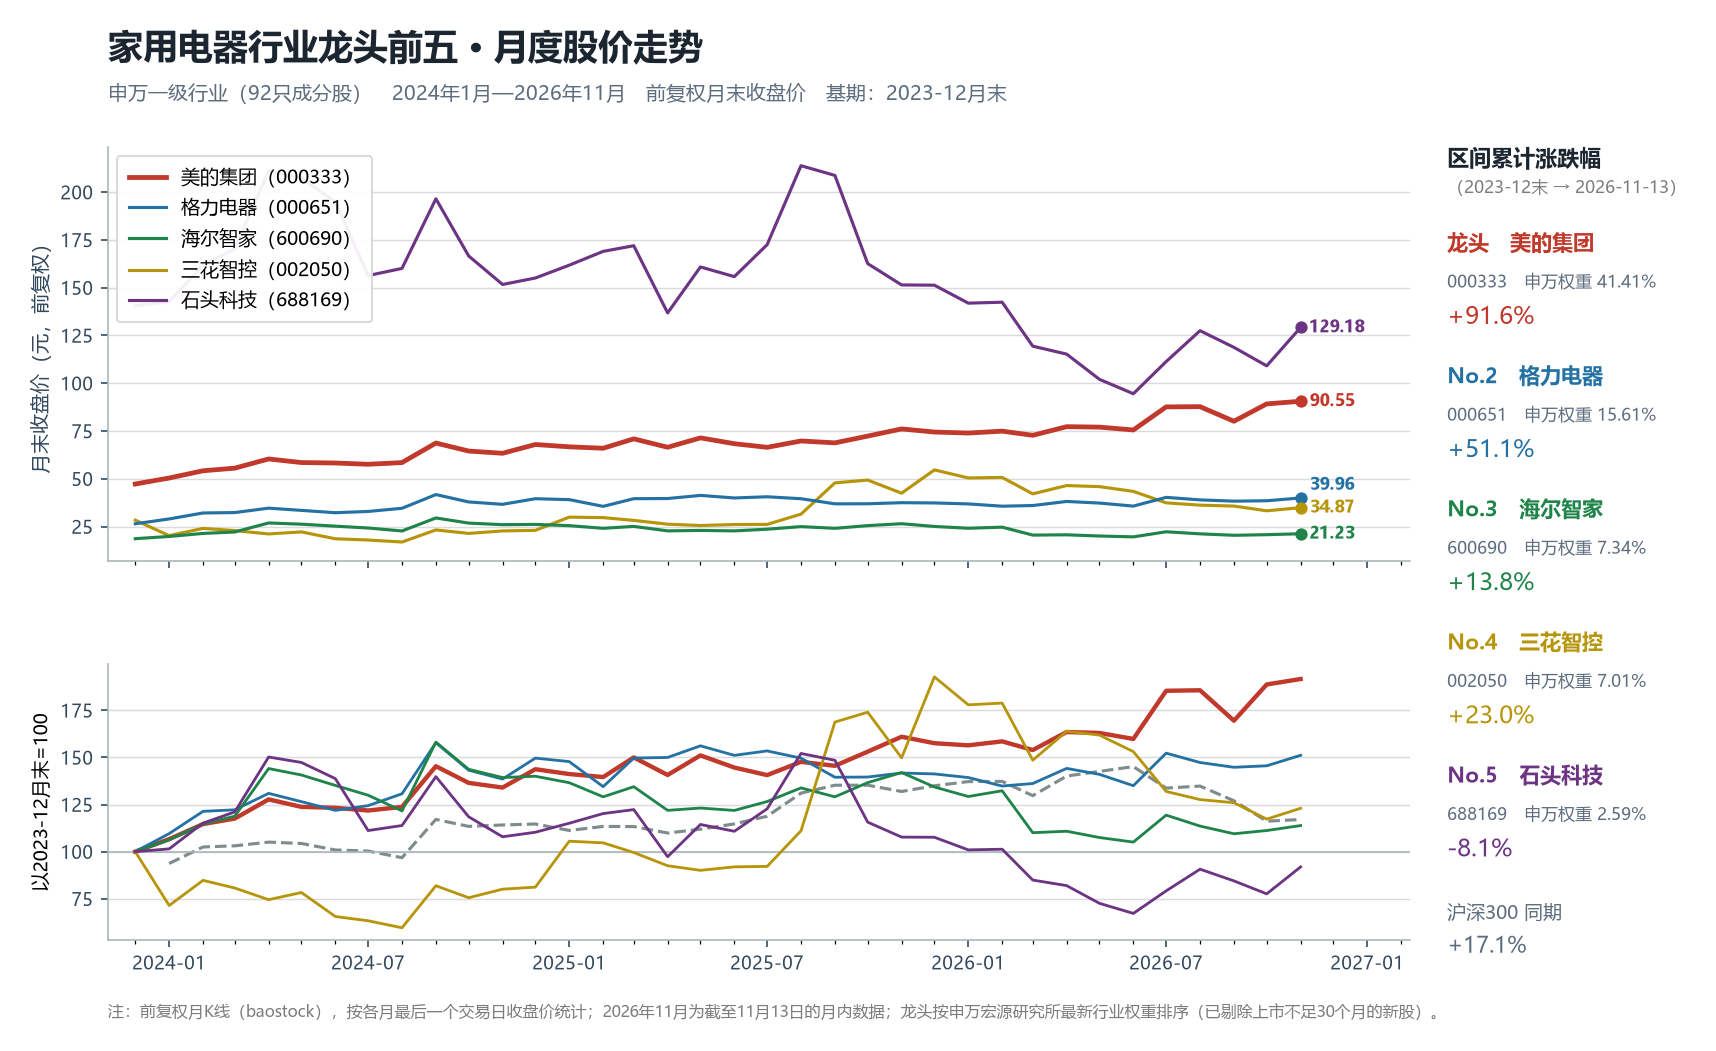 家用电器行业龙头前五 • 月度股价走势
申万一级行业（92只成分股） 2024年1月—2026年11月 前复权月末收盘价 基期：2023-12月末
月末收盘价（元，前复权）
200
175
150
125
100
75
50
25
美的集团（000333）
格力电器（000651）
海尔智家（600690）
三花智控（002050）
石头科技（688169）
129.18
90.55
39.96
34.87
21.23
以2023-12月末=100
175
150
125
100
75
2024-01
2024-07
2025-01
2025-07
2026-01
2026-07
2027-01
区间累计涨跌幅
（2023-12末 → 2026-11-13）
龙头 美的集团
000333 申万权重 41.41%
+91.6%
No.2 格力电器
000651 申万权重 15.61%
+51.1%
No.3 海尔智家
600690 申万权重 7.34%
+13.8%
No.4 三花智控
002050 申万权重 7.01%
+23.0%
No.5 石头科技
688169 申万权重 2.59%
-8.1%
沪深300 同期
+17.1%
注：前复权月K线（baostock），按各月最后一个交易日收盘价统计；2026年11月为截至11月13日的月内数据；龙头按申万宏源研究所最新行业权重排序（已剔除上市不足30个月的新股）。